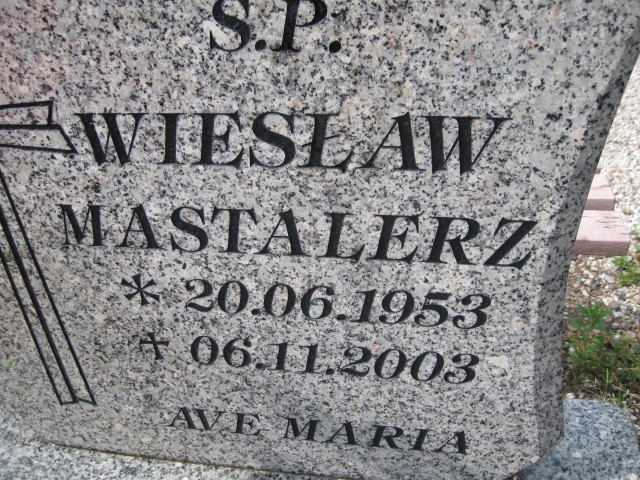 S.P.
WIESŁAW
MASTALERZ
* 20.06.1953
+ 06.11.2003
AVE MARIA